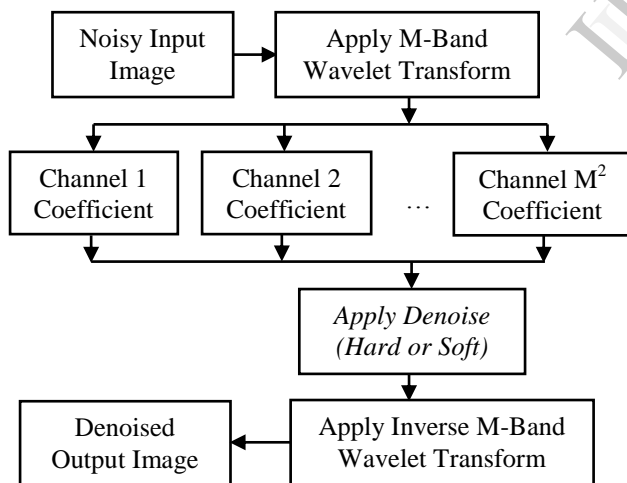 Noisy Input
Image
Apply M-Band
Wavelet Transform
Channel 1
Coefficient
Channel 2
Coefficient
...
Channel M²
Coefficient
Apply Denoise
(Hard or Soft)
Denoised
Output Image
Apply Inverse M-Band
Wavelet Transform